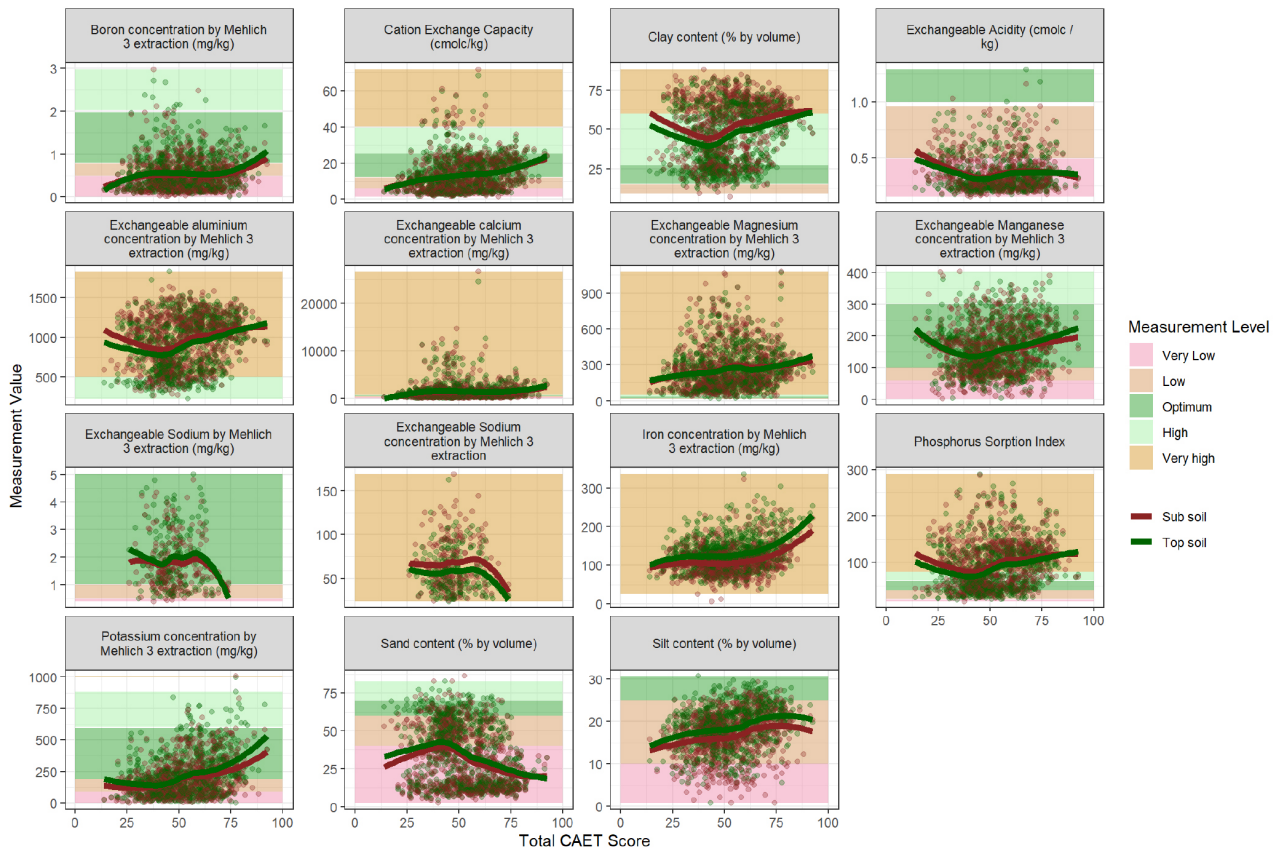 Boron concentration by Mehlich
3 extraction (mg/kg)
Cation Exchange Capacity
(cmolc/kg)
Clay content (% by volume)
Exchangeable Acidity (cmolc /
kg)
3
2
1
0
60
40
20
0
75
50
25
1.0
0.5
Exchangeable aluminium
concentration by Mehlich 3
extraction (mg/kg)
Exchangeable calcium
concentration by Mehlich 3
extraction (mg/kg)
Exchangeable Magnesium
concentration by Mehlich 3
extraction (mg/kg)
Exchangeable Manganese
concentration by Mehlich 3
extraction (mg/kg)
1500
1000
500
20000
10000
0
900
600
300
0
400
300
200
100
0
Exchangeable Sodium by Mehlich
3 extraction (mg/kg)
Exchangeable Sodium
concentration by Mehlich 3
extraction
Iron concentration by Mehlich
3 extraction (mg/kg)
Phosphorus Sorption Index
5
4
3
2
1
150
100
50
300
200
100
0
300
200
100
0 25 50 75 100
Potassium concentration by
Mehlich 3 extraction (mg/kg)
Sand content (% by volume)
Silt content (% by volume)
1000
750
500
250
0
75
50
25
0
30
20
10
0
0 25 50 75 100
0 25 50 75 100
0 25 50 75 100
Total CAET Score
Measurement Value
Measurement Level
Very Low
Low
Optimum
High
Very high
Sub soil
Top soil